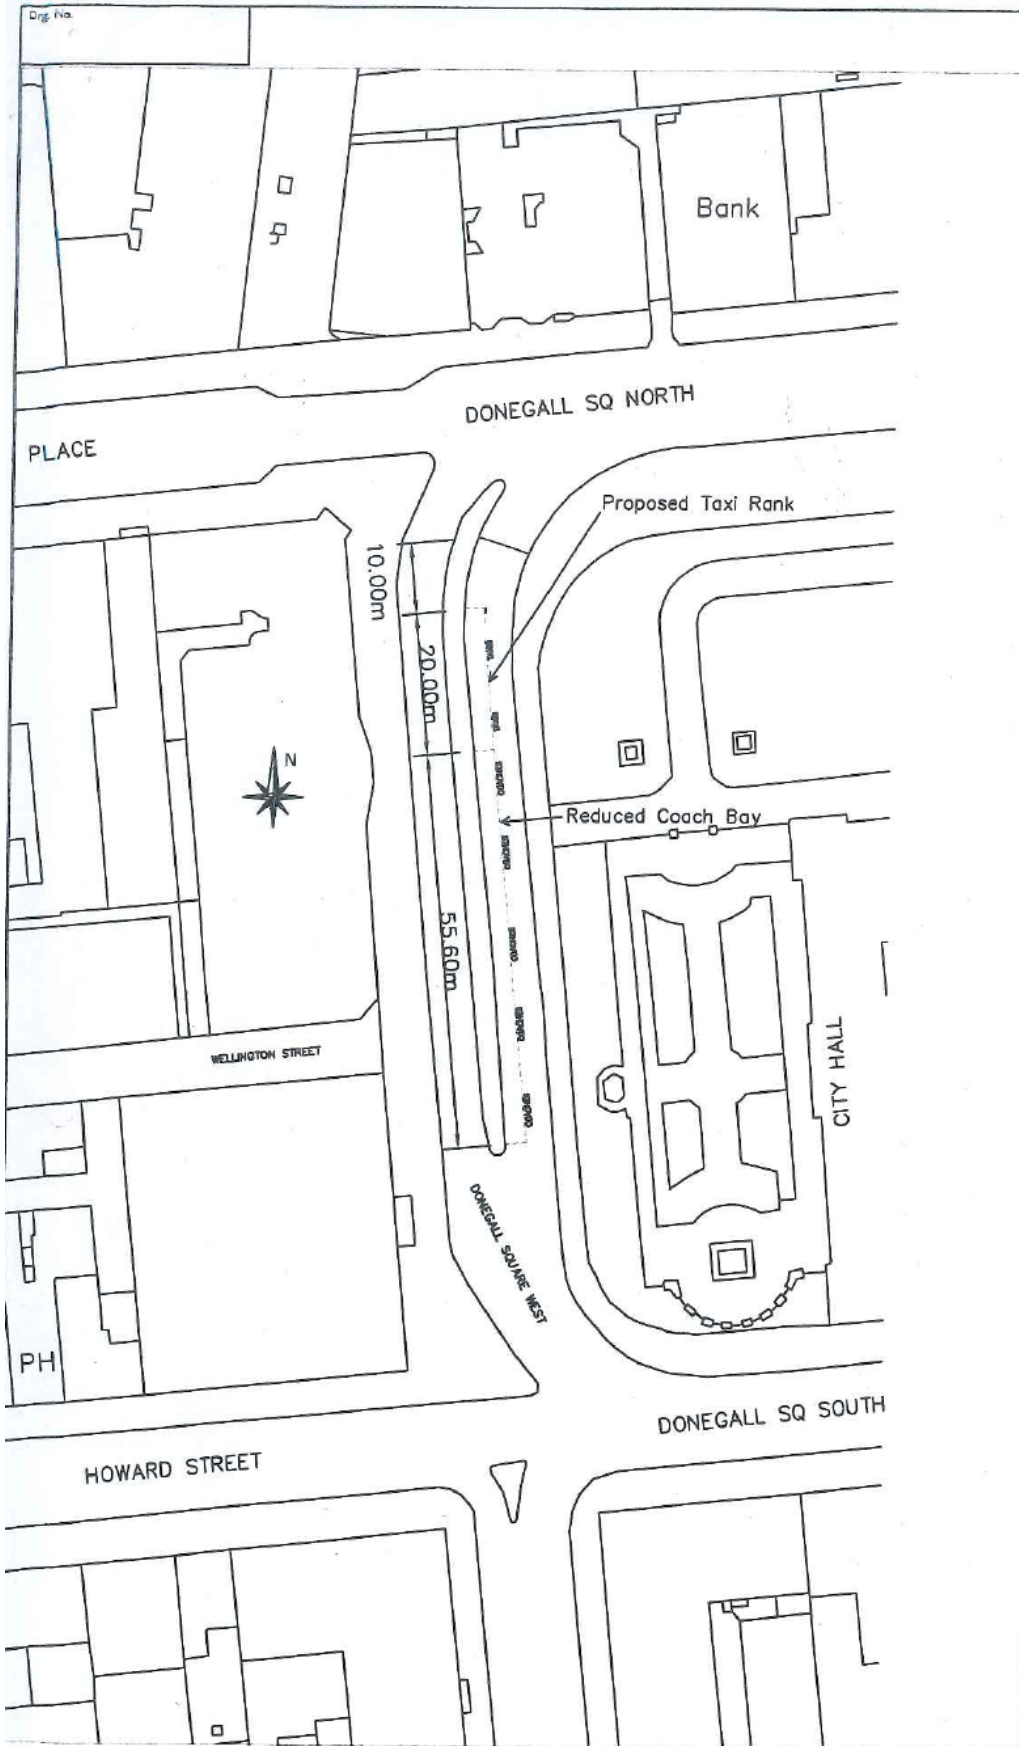 Drg. No.
Bank
DONEGALL SQ NORTH
PLACE
Proposed Taxi Rank
10.00m
20.00m
N
Reduced Coach Bay
55.60m
WELLINGTON STREET
CITY HALL
DONEGALL SQUARE WEST
PH
DONEGALL SQ SOUTH
HOWARD STREET